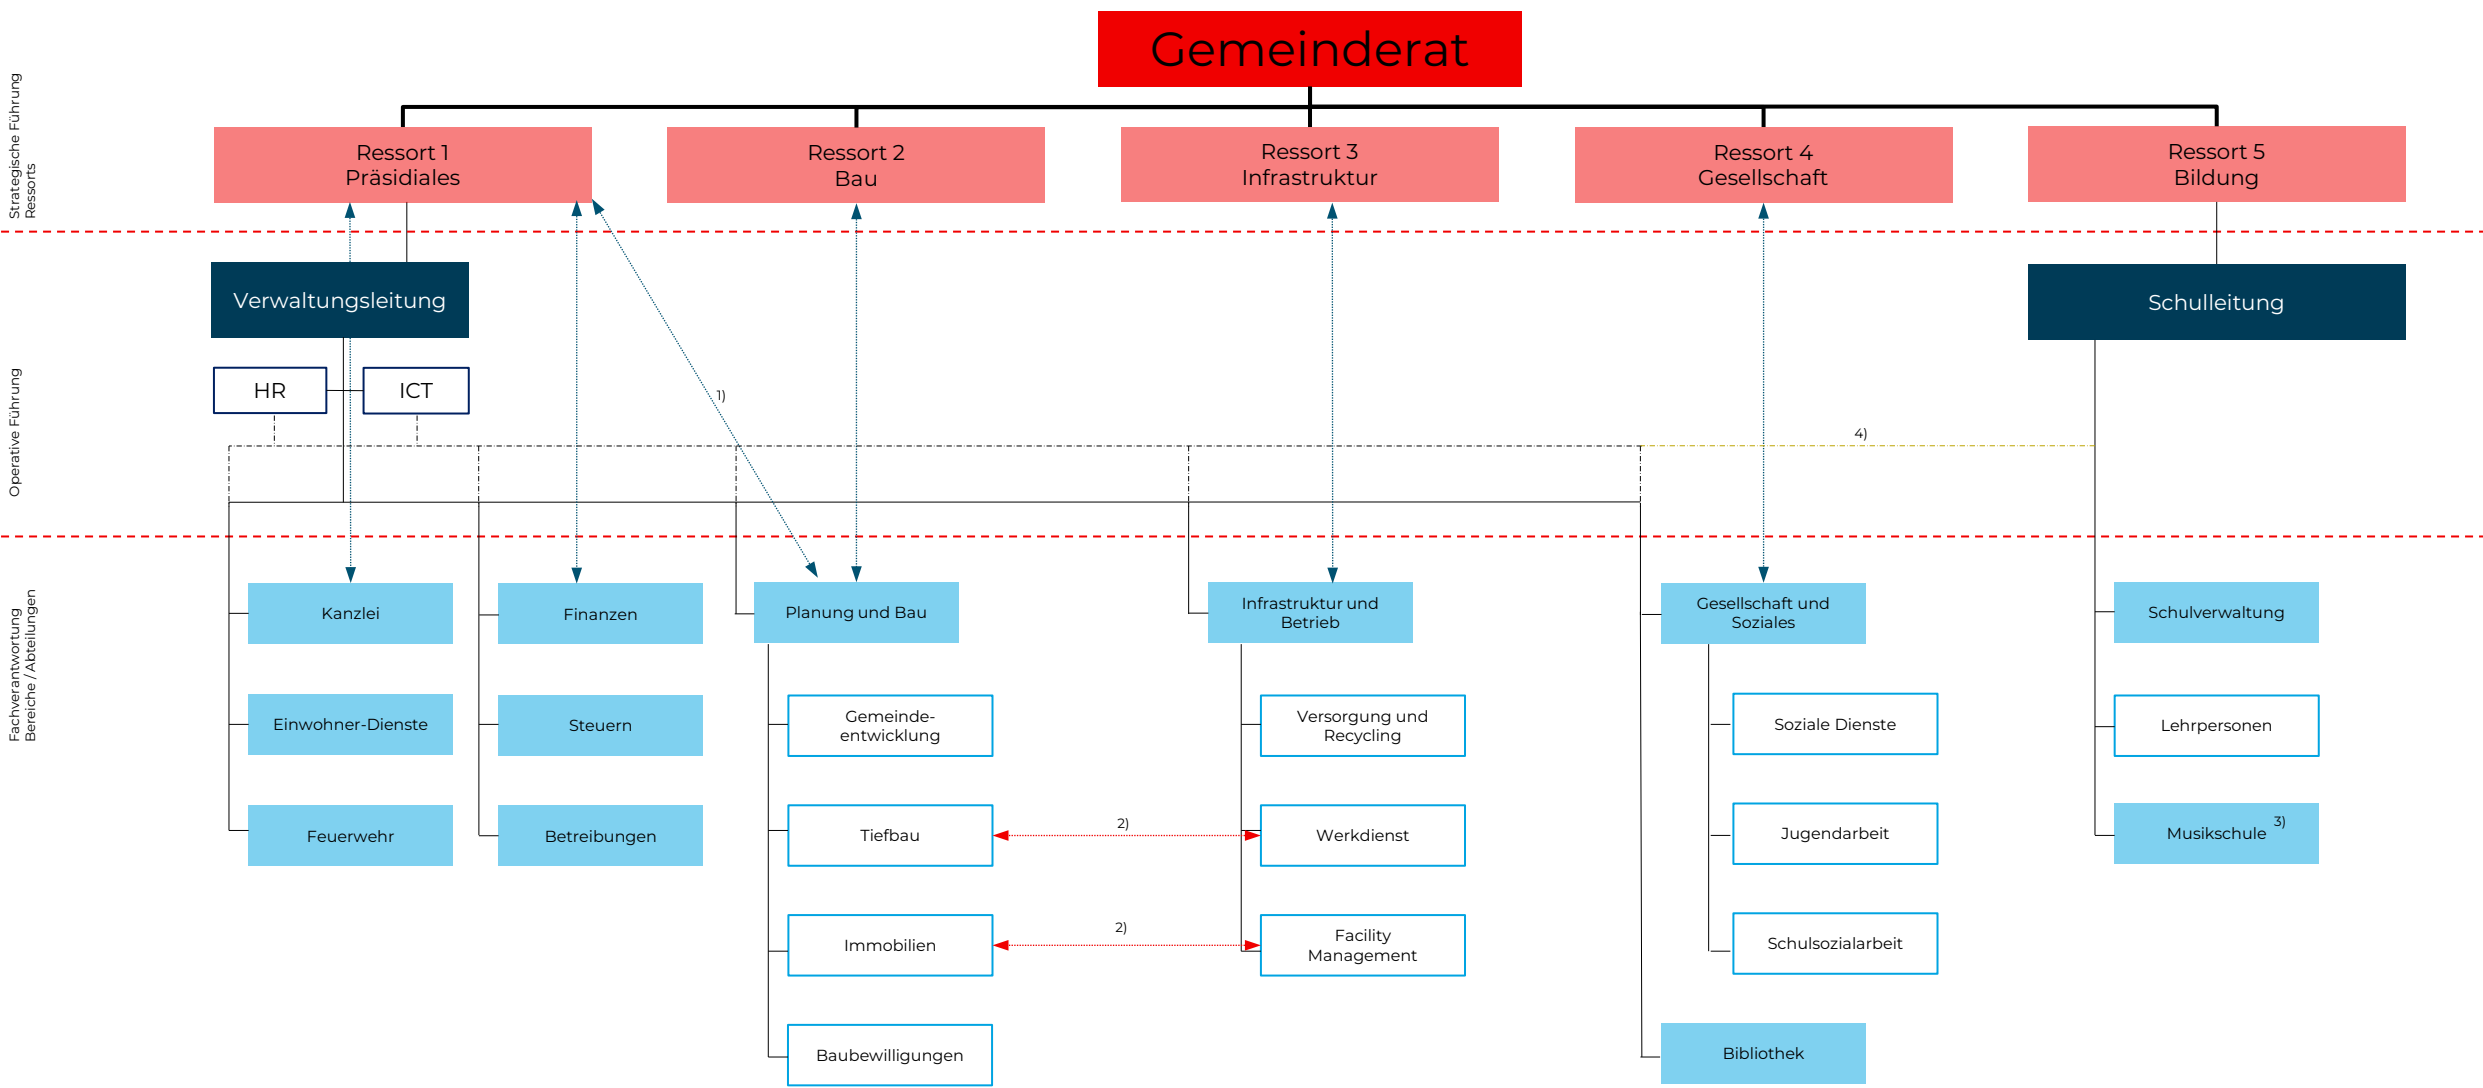 Gemeinderat
Strategische Führung
Ressorts
Ressort 1
Präsidiales
Ressort 2
Bau
Ressort 3
Infrastruktur
Ressort 4
Gesellschaft
Ressort 5
Bildung
Operative Führung
Verwaltungsleitung
Schulleitung
HR
ICT
1)
4)
Fachverantwortung
Bereiche / Abteilungen
Kanzlei
Finanzen
Planung und Bau
Infrastruktur und
Betrieb
Gesellschaft und
Soziales
Schulverwaltung
Einwohner-Dienste
Steuern
Gemeinde-
entwicklung
Versorgung und
Recycling
Soziale Dienste
Lehrpersonen
Feuerwehr
Betreibungen
Tiefbau
2)
Werkdienst
Jugendarbeit
Musikschule 3)
Immobilien
2)
Facility
Management
Schulsozialarbeit
Baubewilligungen
Bibliothek